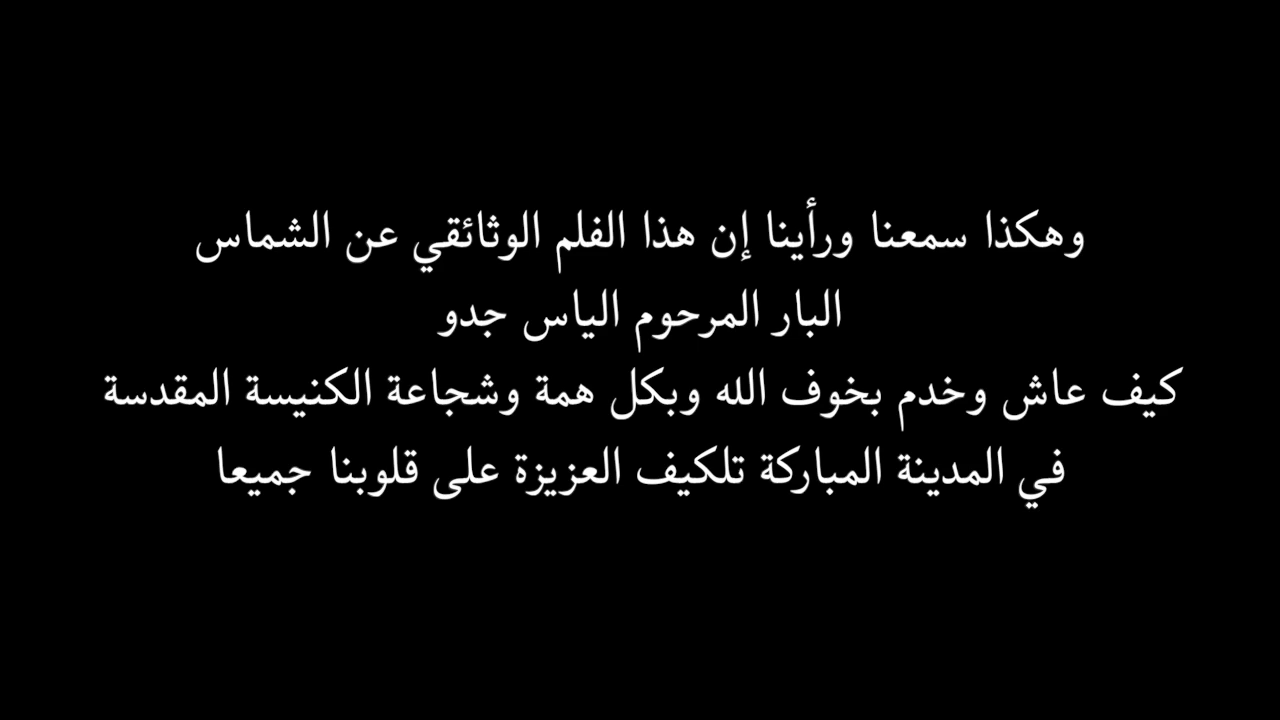 وهكذا سمعنا ورأينا إن هذا الفلم الوثائقي عن الشماس
البار المرحوم الياس جدو
كيف عاش وخدم بخوف الله وبكل همة وشجاعة الكنيسة المقدسة
في المدينة المباركة تلكيف العزيزة على قلوبنا جميعا